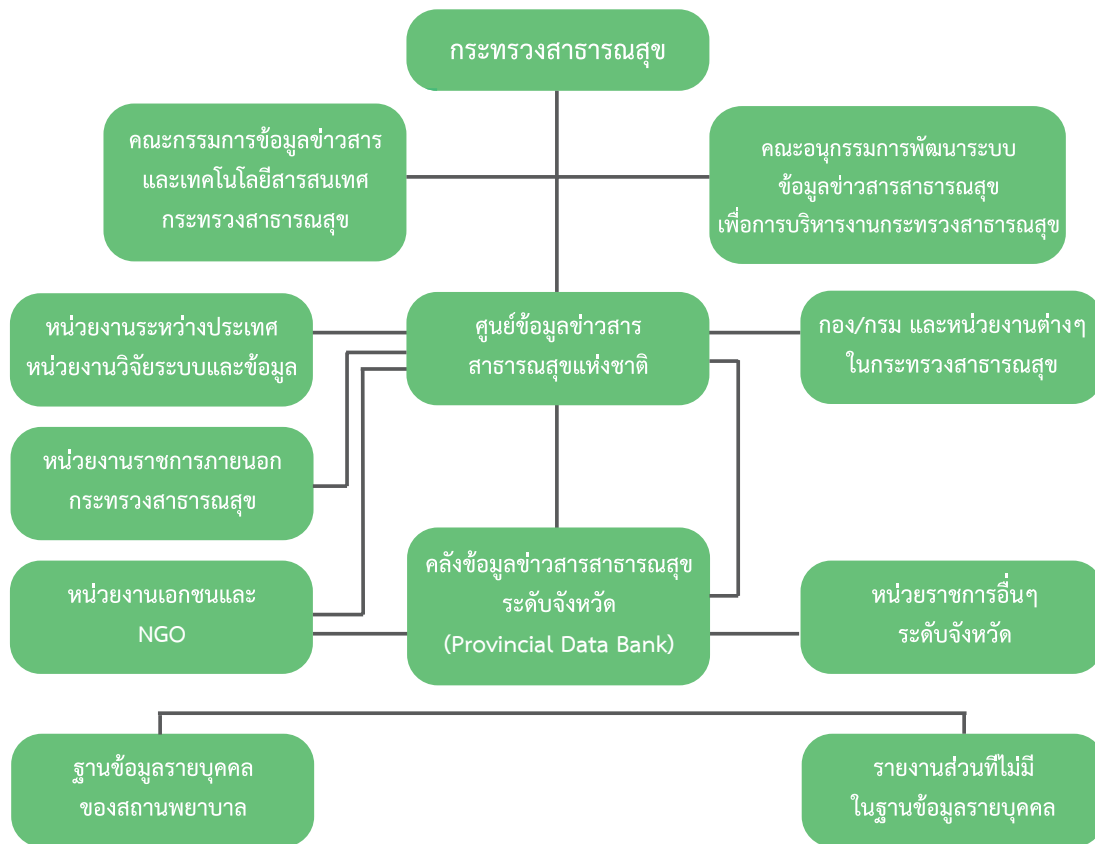 กระทรวงสาธารณสุข
คณะกรรมการข้อมูลข่าวสาร
และเทคโนโลยีสารสนเทศ
กระทรวงสาธารณสุข
คณะอนุกรรมการพัฒนาระบบ
ข้อมูลข่าวสารสาธารณสุข
เพื่อการบริหารงานกระทรวงสาธารณสุข
หน่วยงานระหว่างประเทศ
หน่วยงานวิจัยระบบและข้อมูล
ศูนย์ข้อมูลข่าวสาร
สาธารณสุขแห่งชาติ
กอง/กรม และหน่วยงานต่างๆ
ในกระทรวงสาธารณสุข
หน่วยงานราชการภายนอก
กระทรวงสาธารณสุข
หน่วยงานเอกชนและ
NGO
คลังข้อมูลข่าวสารสาธารณสุข
ระดับจังหวัด
(Provincial Data Bank)
หน่วยราชการอื่นๆ
ระดับจังหวัด
ฐานข้อมูลรายบุคคล
ของสถานพยาบาล
รายงานส่วนที่ไม่มี
ในฐานข้อมูลรายบุคคล